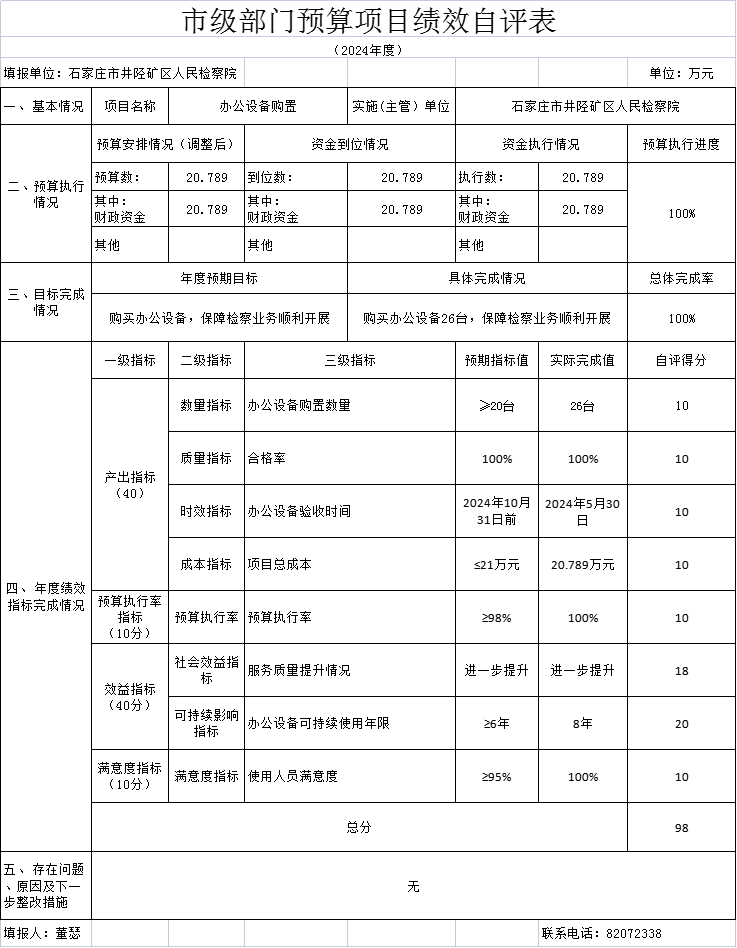 市级部门预算项目绩效自评表
（2024年度）
填报单位：石家庄市井陉矿区人民检察院 单位：万元
一、基本情况 项目名称 办公设备购置 实施(主管）单位 石家庄市井陉矿区人民检察院
二、预算执行情况 预算安排情况（调整后） 资金到位情况 资金执行情况 预算执行进度
预算数： 20.789 到位数： 20.789 执行数： 20.789 100%
其中：财政资金 20.789 其中：财政资金 20.789 其中：财政资金 20.789
其他 其他 其他
三、目标完成情况 年度预期目标 具体完成情况 总体完成率
购买办公设备，保障检察业务顺利开展 购买办公设备26台，保障检察业务顺利开展 100%
四、年度绩效指标完成情况 一级指标 二级指标 三级指标 预期指标值 实际完成值 自评得分
产出指标（40） 数量指标 办公设备购置数量 ≥20台 26台 10
质量指标 合格率 100% 100% 10
时效指标 办公设备验收时间 2024年10月31日前 2024年5月30日 10
成本指标 项目总成本 ≤21万元 20.789万元 10
预算执行率指标（10分） 预算执行率 预算执行率 ≥98% 100% 10
效益指标（40分） 社会效益指标 服务质量提升情况 进一步提升 进一步提升 18
可持续影响指标 办公设备可持续使用年限 ≥6年 8年 20
满意度指标（10分） 满意度指标 使用人员满意度 ≥95% 100% 10
总分 98
五、存在问题、原因及下一步整改措施 无
填报人：董瑟 联系电话：82072338